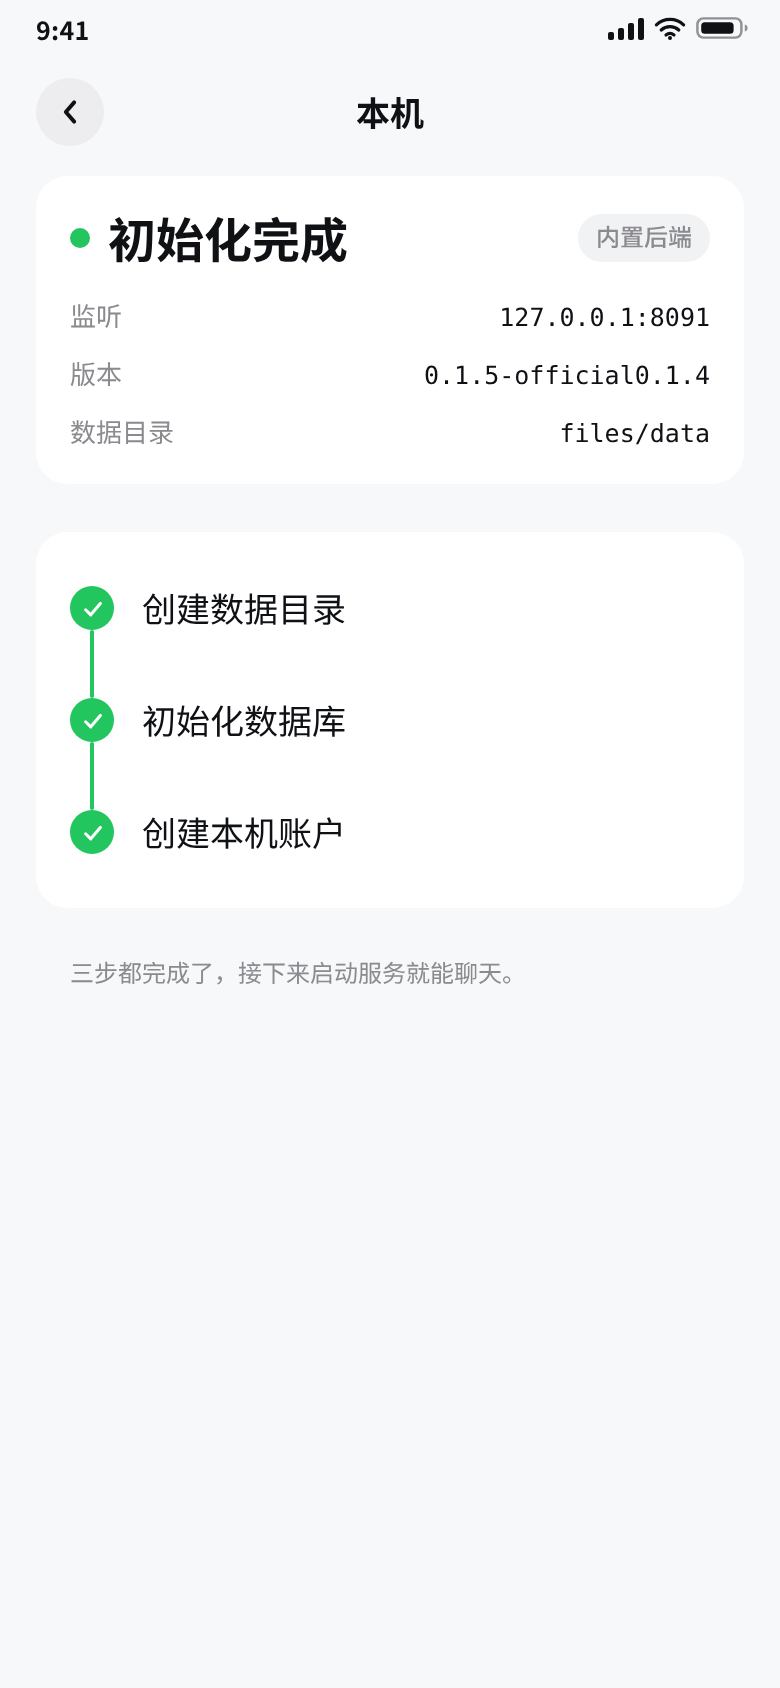 9:41
本机
初始化完成
内置后端
监听
127.0.0.1:8091
版本
0.1.5-official0.1.4
数据目录
files/data
创建数据目录
初始化数据库
创建本机账户
三步都完成了，接下来启动服务就能聊天。